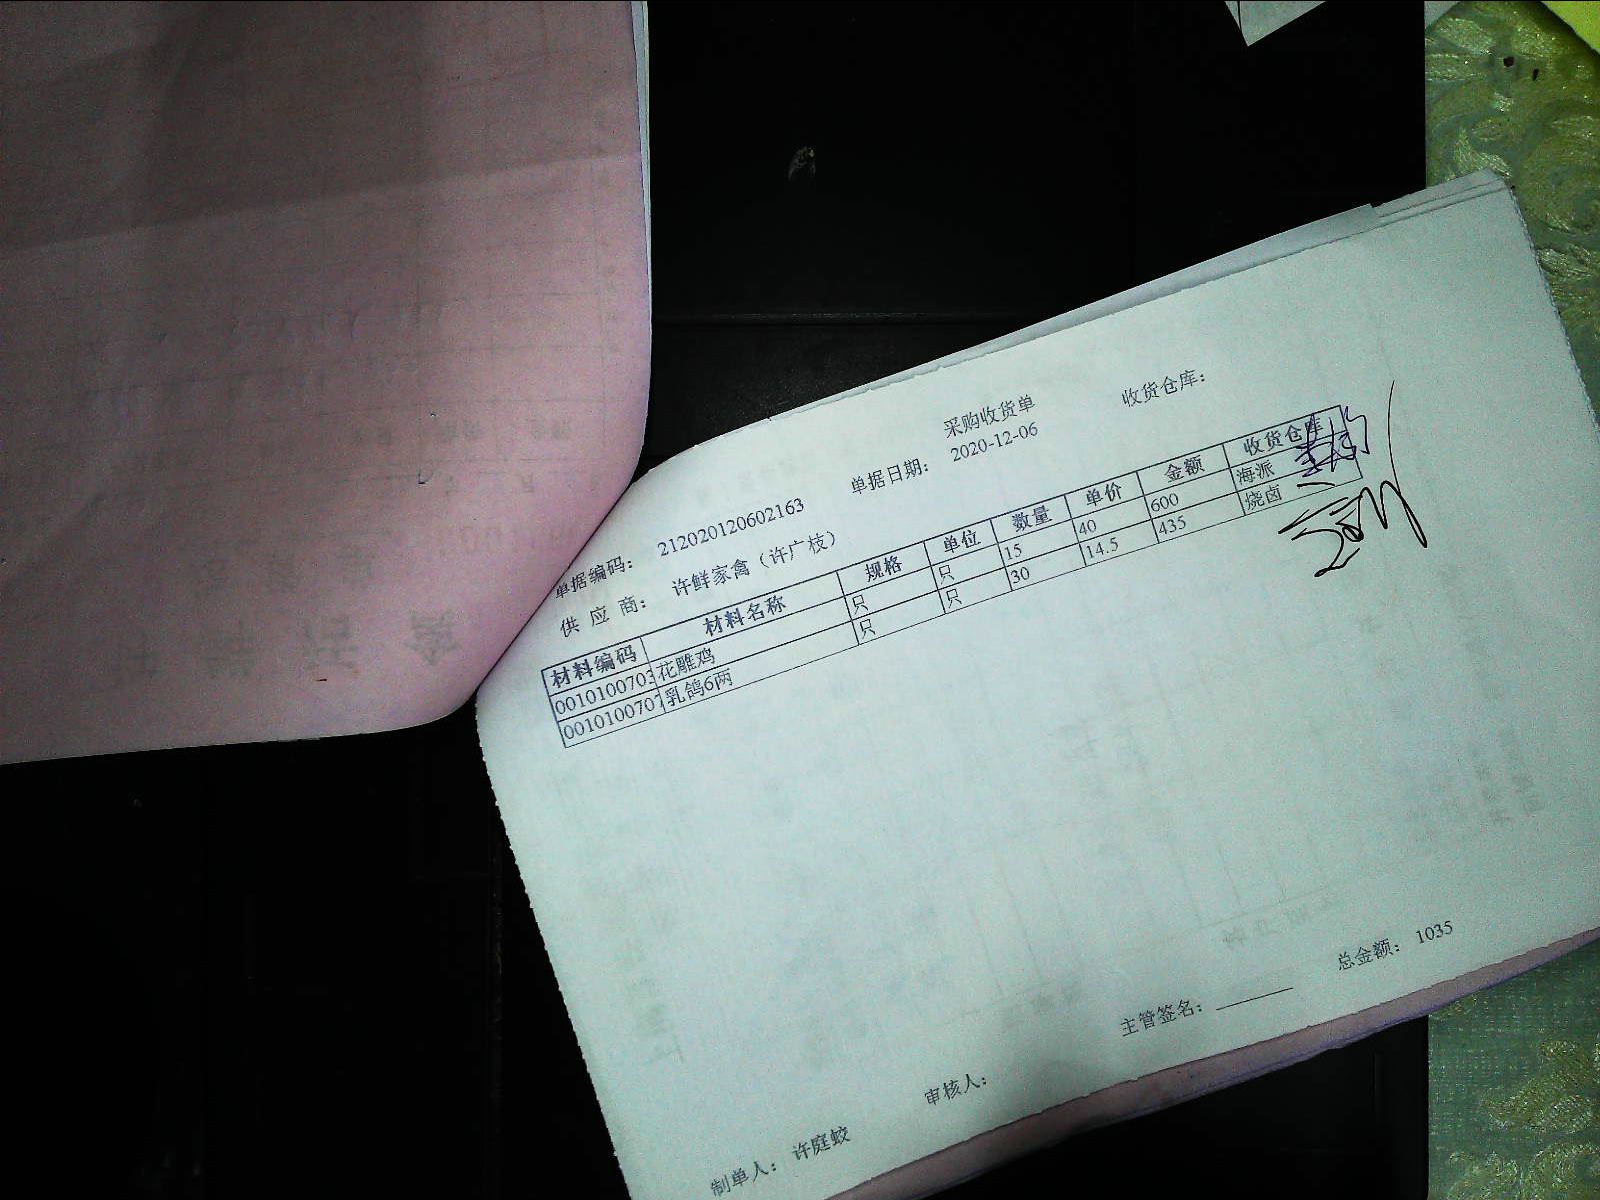 采购收货单
收货仓库：
单据编码： 212020120602163 单据日期： 2020-12-06
供 应 商： 许鲜家禽（许广枝）
材料编码 材料名称 规格 单位 数量 单价 金额 收货仓库
0010100703 花雕鸡 只 只 15 40 600 海派
001010070 乳鸽6两 只 只 30 14.5 435 烧卤
制单人： 许庭蛟 审核人： 主管签名： 总金额： 1035